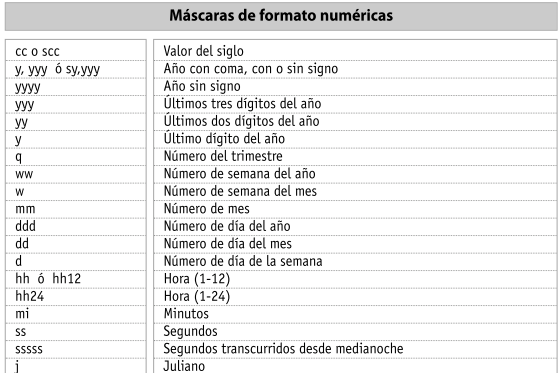 Máscaras de formato numéricas
cc o scc Valor del siglo
y, yyy ó sy,yyy Año con coma, con o sin signo
yyyy Año sin signo
yyy Últimos tres dígitos del año
yy Últimos dos dígitos del año
y Último dígito del año
q Número del trimestre
ww Número de semana del año
w Número de semana del mes
mm Número de mes
ddd Número de día del año
dd Número de día del mes
d Número de día de la semana
hh ó hh12 Hora (1-12)
hh24 Hora (1-24)
mi Minutos
ss Segundos
sssss Segundos transcurridos desde medianoche
j Juliano